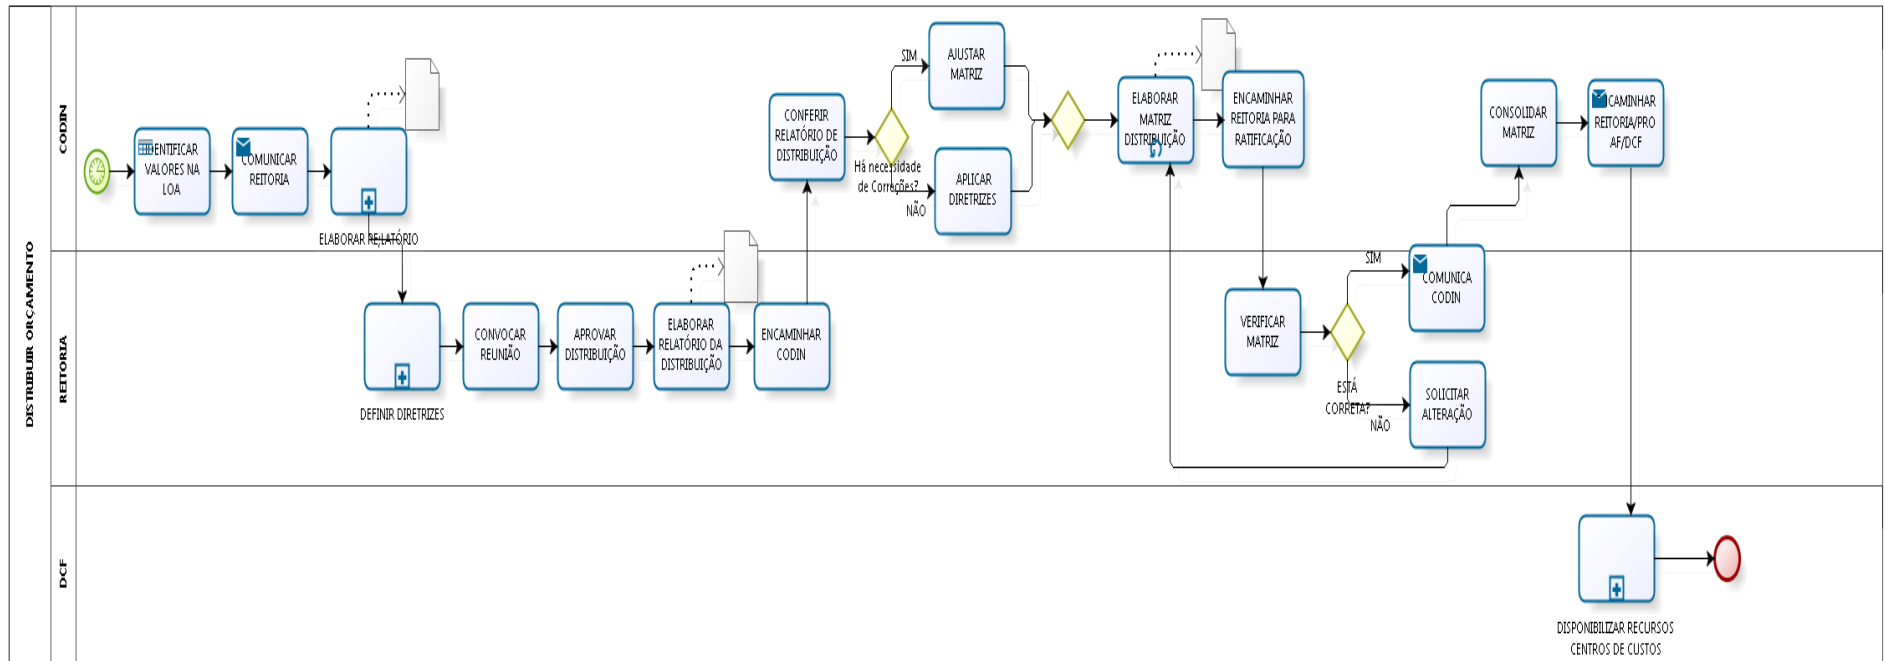 DISTRIBUIR ORÇAMENTO
CODIN
IDENTIFICAR
VALORES NA
LOA
COMUNICAR
REITORIA
ELABORAR RELATÓRIO
CONFERIR
RELATÓRIO DE
DISTRIBUIÇÃO
Há necessidade
de Correções?
SIM
AJUSTAR
MATRIZ
NÃO
APLICAR
DIRETRIZES
ELABORAR
MATRIZ
DISTRIBUIÇÃO
ENCAMINHAR
REITORIA PARA
RATIFICAÇÃO
CONSOLIDAR
MATRIZ
CAMINHAR
REITORIA/PRO
AF/DCF
REITORIA
DEFINIR DIRETRIZES
CONVOCAR
REUNIÃO
APROVAR
DISTRIBUIÇÃO
ELABORAR
RELATÓRIO DA
DISTRIBUIÇÃO
ENCAMINHAR
CODIN
VERIFICAR
MATRIZ
ESTÁ
CORRETA?
SIM
COMUNICA
CODIN
NÃO
SOLICITAR
ALTERAÇÃO
DCF
DISPONIBILIZAR RECURSOS
CENTROS DE CUSTOS